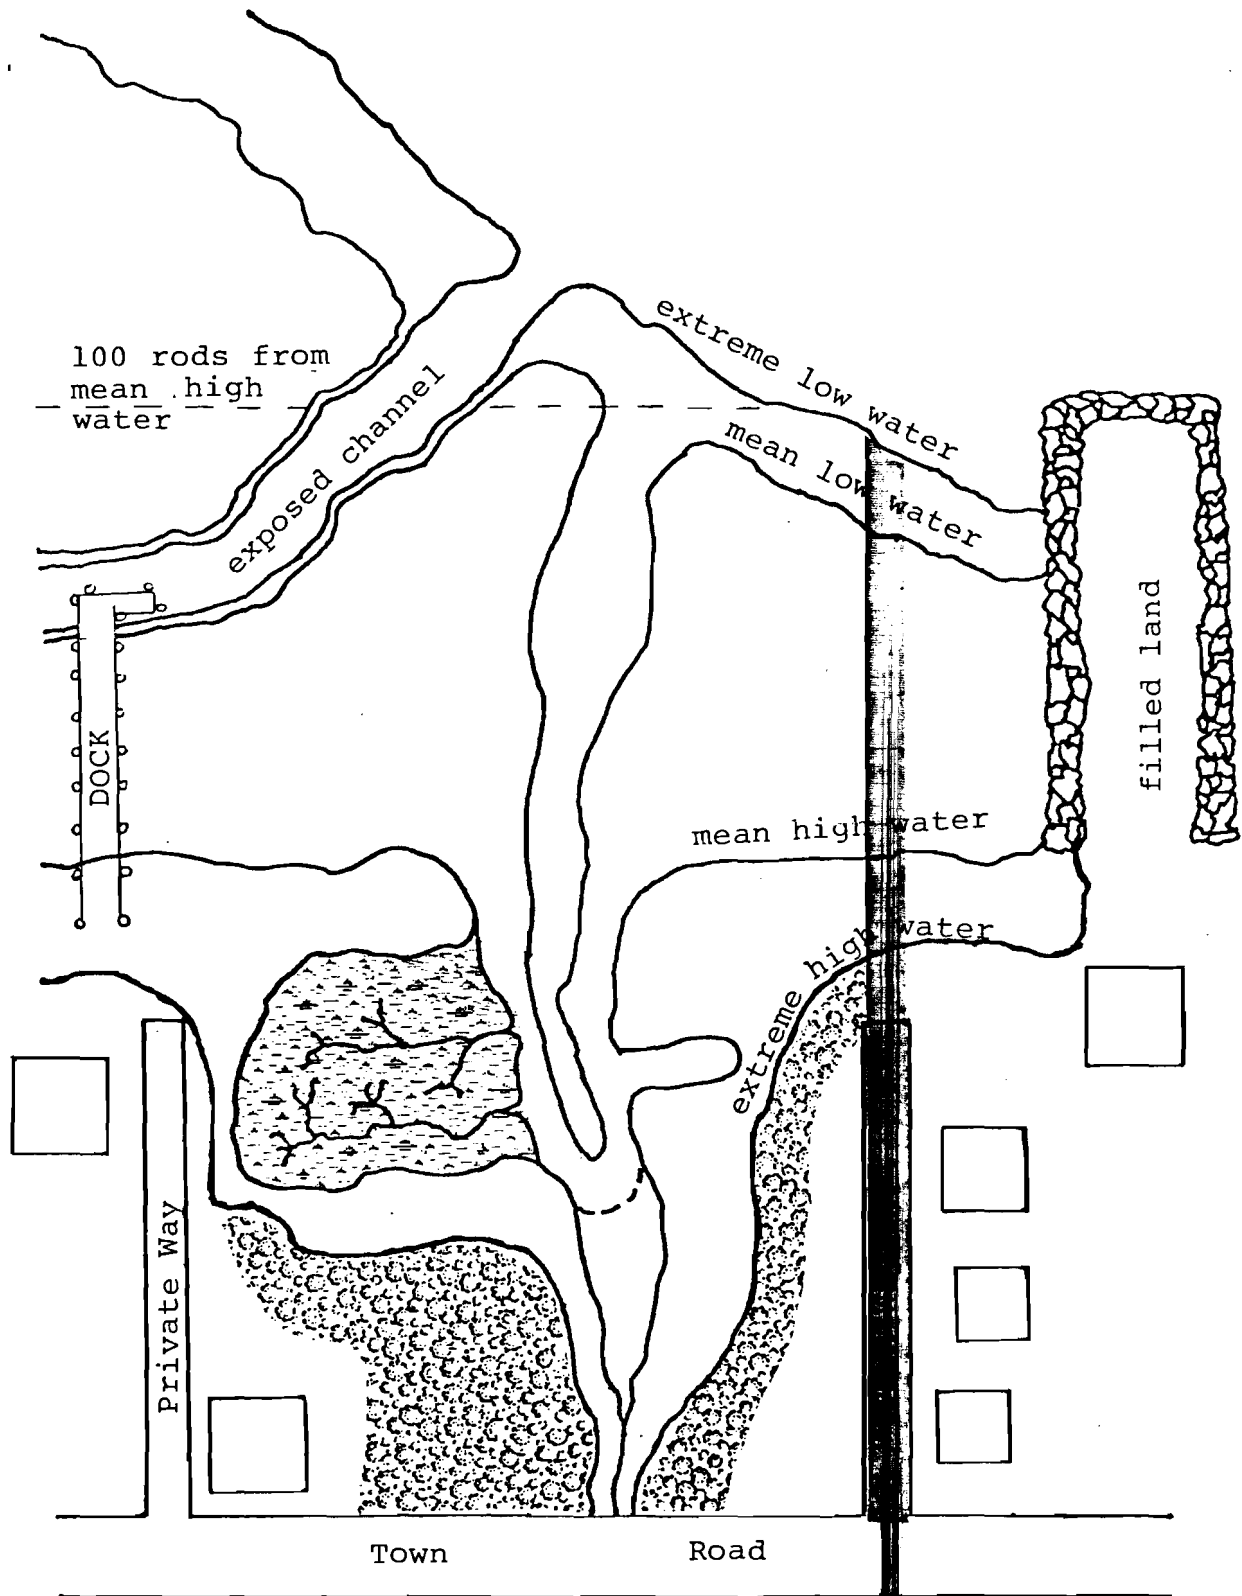 extreme low water
100 rods from
mean high
water
exposed channel
mean low water
filled land
DOCK
mean high water
extreme high water
Private Way
Town Road